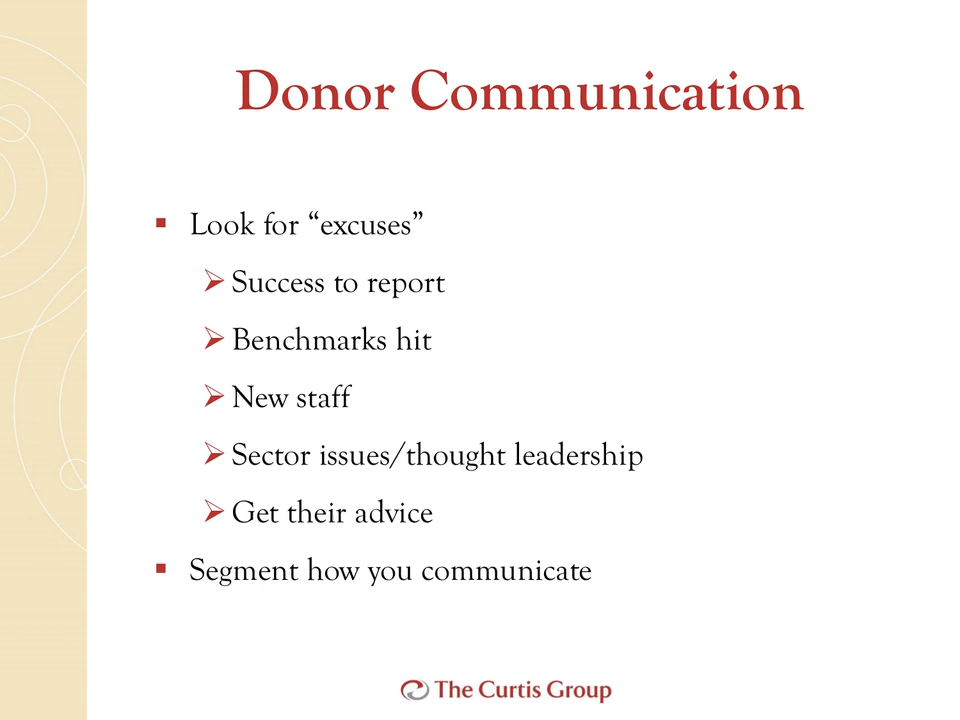 Donor Communication
▪ Look for “excuses”
➢ Success to report
➢ Benchmarks hit
➢ New staff
➢ Sector issues/thought leadership
➢ Get their advice
▪ Segment how you communicate
The Curtis Group